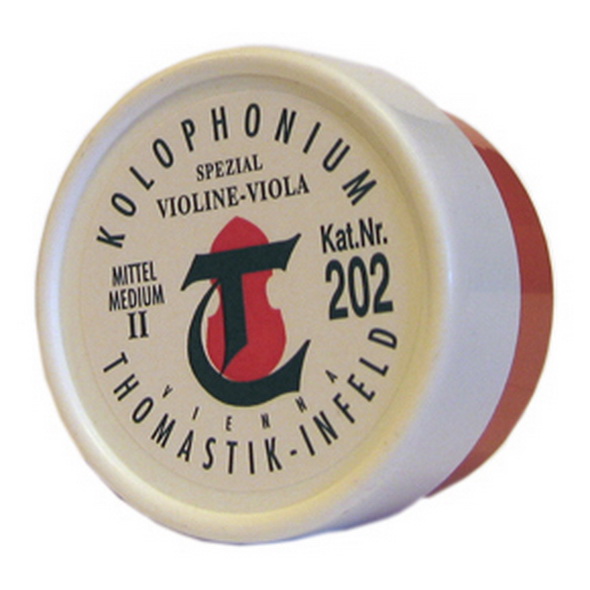 KOLOPHONIUM
SPEZIAL
VIOLINE-VIOLA
Kat.Nr.
202
MITTEL
MEDIUM
II
T
VIENNA
THOMASTIK-INFELD